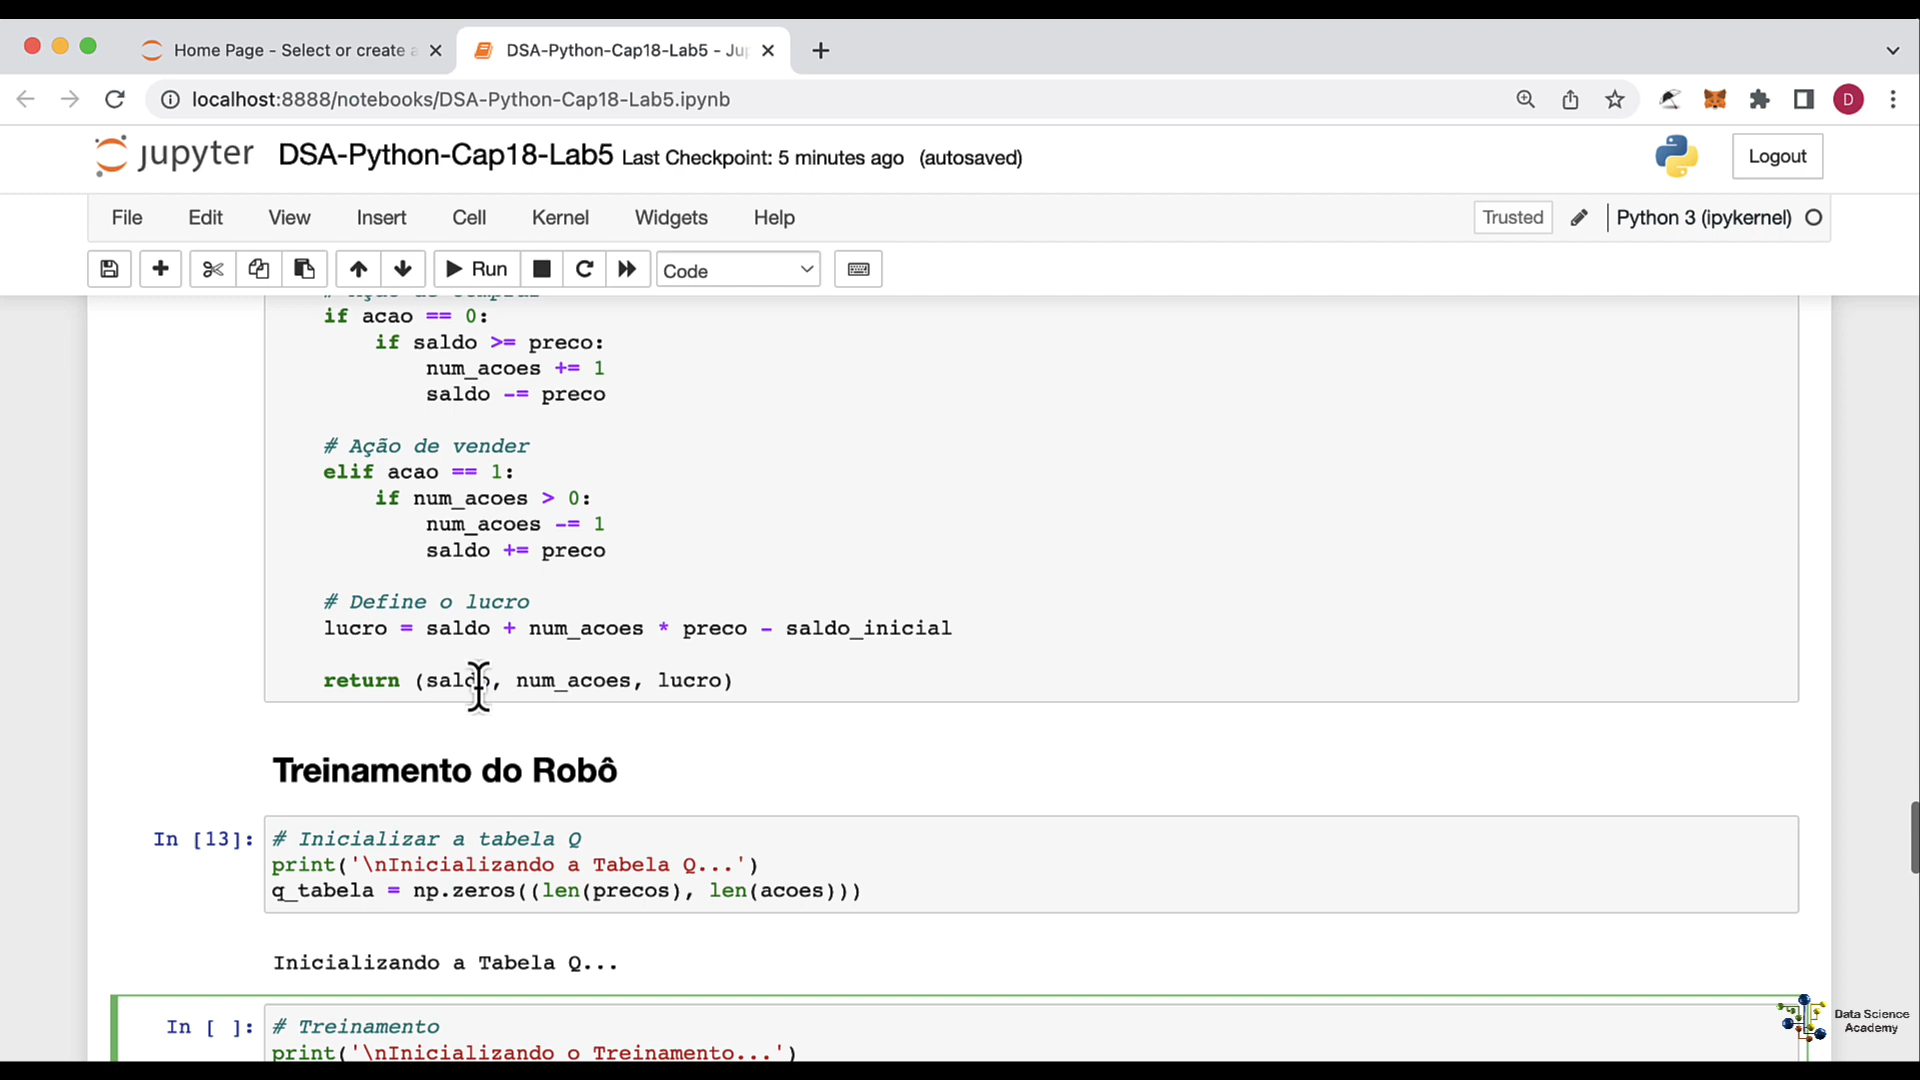 Home Page - Select or create a
DSA-Python-Cap18-Lab5 - Ju
localhost:8888/notebooks/DSA-Python-Cap18-Lab5.ipynb
D
jupyter DSA-Python-Cap18-Lab5 Last Checkpoint: 5 minutes ago (autosaved)
Logout
File Edit View Insert Cell Kernel Widgets Help
Trusted
Python 3 (ipykernel)
Run
Code
if acao == 0:
if saldo >= preco:
num_acoes += 1
saldo -= preco
# Ação de vender
elif acao == 1:
if num_acoes > 0:
num_acoes -= 1
saldo += preco
# Define o lucro
lucro = saldo + num_acoes * preco - saldo_inicial
return (saldo, num_acoes, lucro)
Treinamento do Robô
In [13]:
# Inicializar a tabela Q
print('\nInicializando a Tabela Q...')
q_tabela = np.zeros((len(precos), len(acoes)))
Inicializando a Tabela Q...
In [ ]:
# Treinamento
print('\nInicializando o Treinamento...')
Data Science
Academy